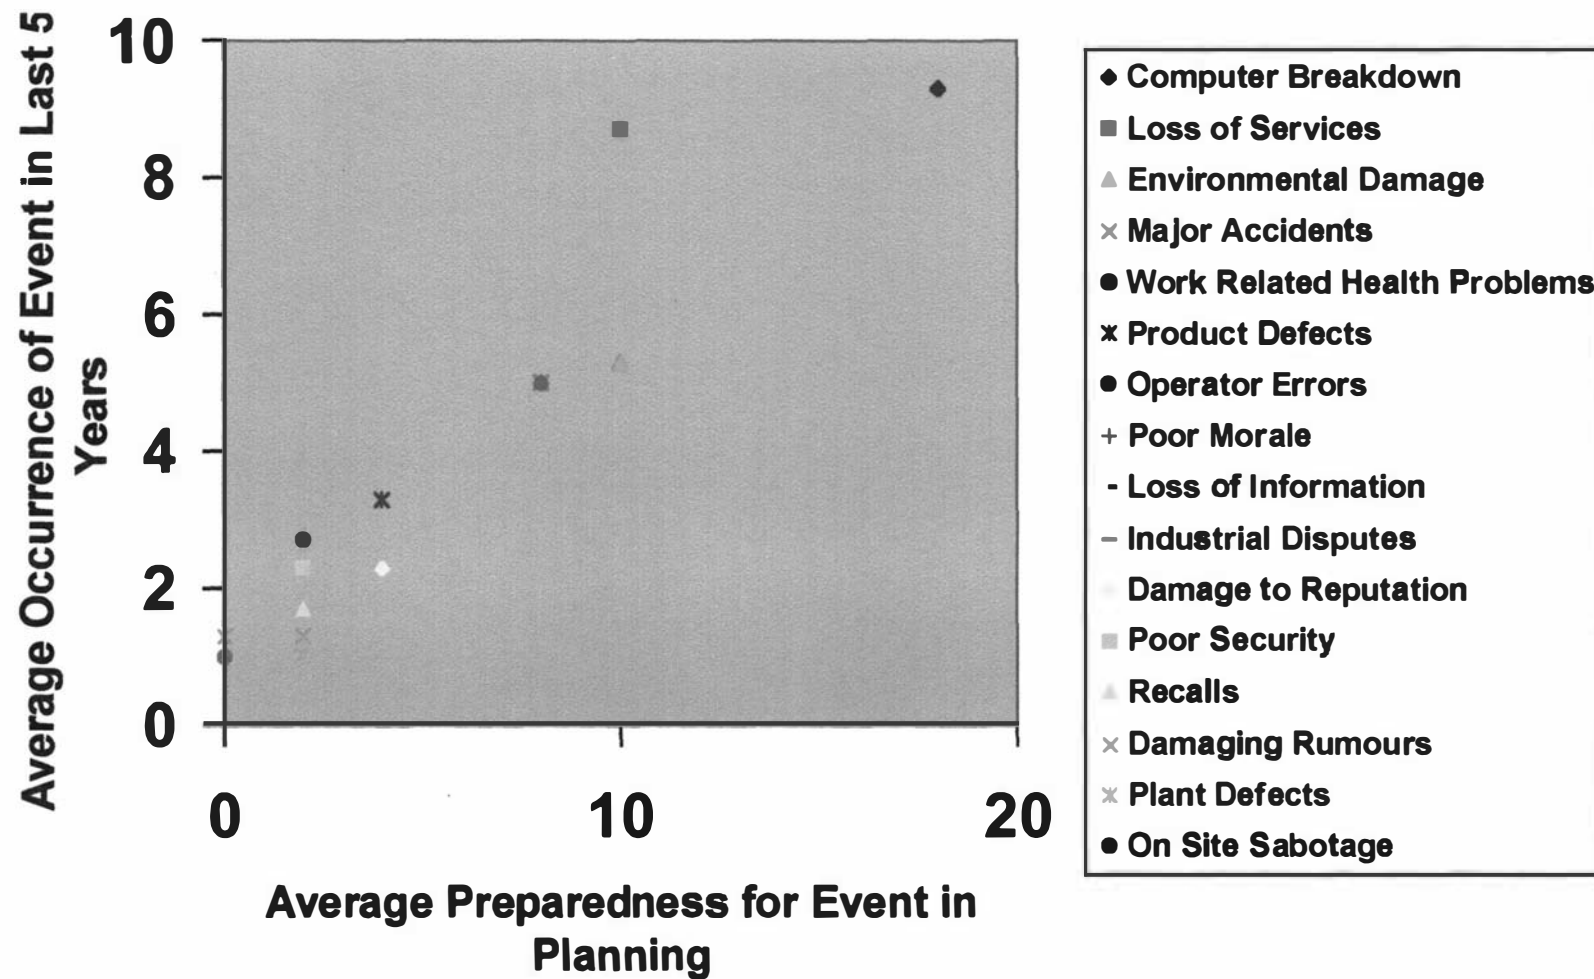 Average Occurrence of Event in Last 5
Years
10
8
6
4
2
0
0
10
20
Average Preparedness for Event in
Planning
Computer Breakdown
Loss of Services
Environmental Damage
Major Accidents
Work Related Health Problems
Product Defects
Operator Errors
Poor Morale
Loss of Information
Industrial Disputes
Damage to Reputation
Poor Security
Recalls
Damaging Rumours
Plant Defects
On Site Sabotage